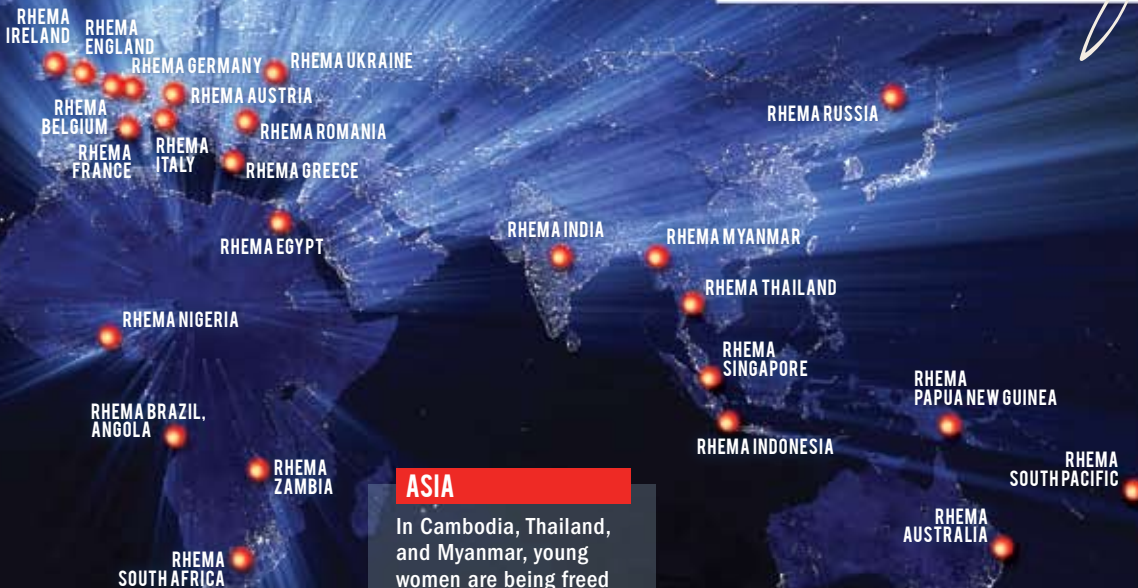 RHEMA
IRELAND
RHEMA
ENGLAND
RHEMA GERMANY
RHEMA UKRAINE
RHEMA AUSTRIA
RHEMA
BELGIUM
RHEMA ROMANIA
RHEMA
FRANCE
RHEMA
ITALY
RHEMA GREECE
RHEMA RUSSIA
RHEMA EGYPT
RHEMA INDIA
RHEMA MYANMAR
RHEMA THAILAND
RHEMA NIGERIA
RHEMA
SINGAPORE
RHEMA
PAPUA NEW GUINEA
RHEMA BRAZIL,
ANGOLA
RHEMA INDONESIA
RHEMA
ZAMBIA
RHEMA
SOUTH PACIFIC
RHEMA
AUSTRALIA
RHEMA
SOUTH AFRICA
ASIA
In Cambodia, Thailand,
and Myanmar, young
women are being freed